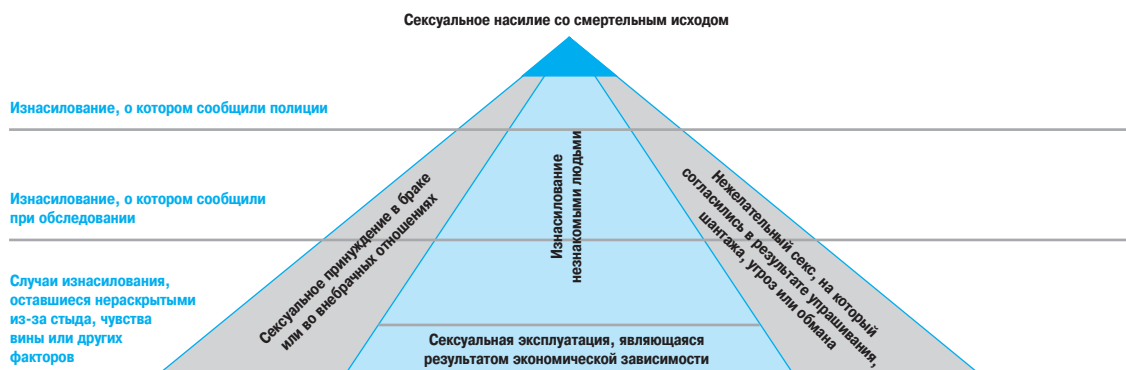 Сексуальное насилие со смертельным исходом
Изнасилование, о котором сообщили полиции
Изнасилование, о котором сообщили
при обследовании
Случаи изнасилования,
оставшиеся нераскрытыми
из-за стыда, чувства
вины или других
факторов
Сексуальное принуждение в браке
или во внебрачных отношениях
Изнасилование
незнакомыми людьми
Нежелательный секс, на который
согласились в результате упрашивания,
шантажа, угроз или обмана
Сексуальная эксплуатация, являющаяся
результатом экономической зависимости